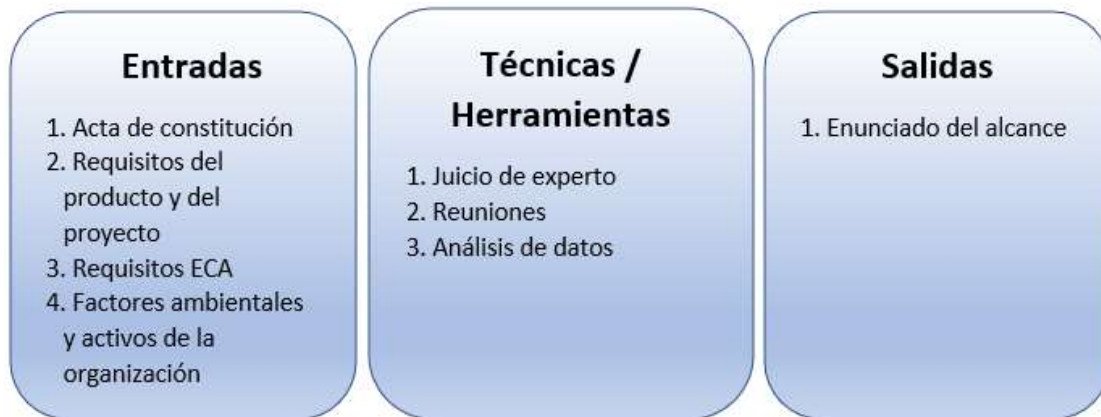 Entradas
1. Acta de constitución
2. Requisitos del
producto y del
proyecto
3. Requisitos ECA
4. Factores ambientales
y activos de la
organización
Técnicas /
Herramientas
1. Juicio de experto
2. Reuniones
3. Análisis de datos
Salidas
1. Enunciado del alcance